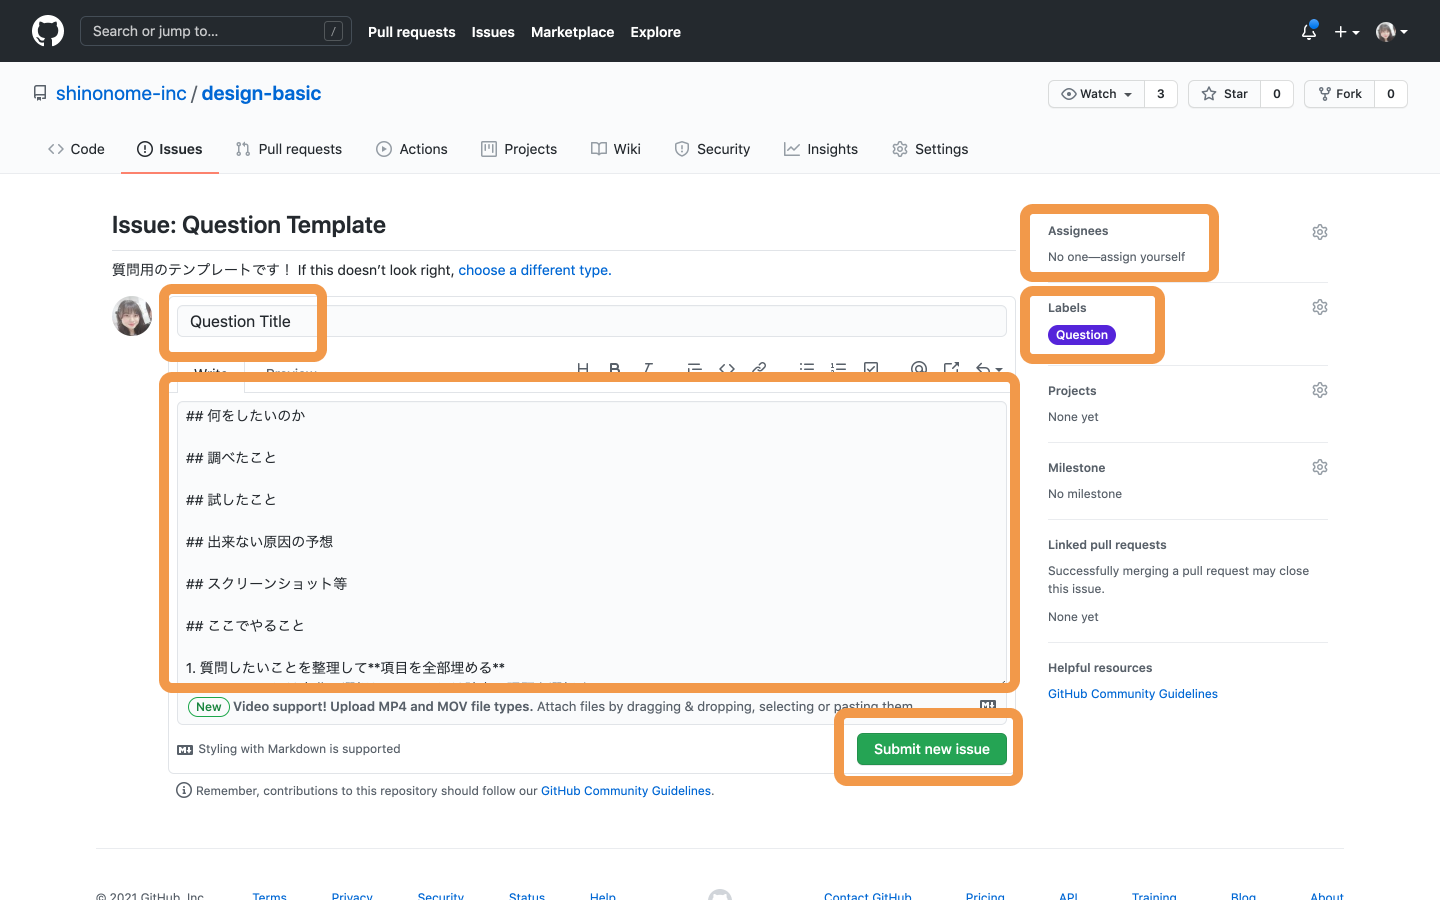 Search or jump to…
/
Pull requests
Issues
Marketplace
Explore
shinonome-inc / design-basic
Watch
3
Star
0
Fork
0
Code
Issues
Pull requests
Actions
Projects
Wiki
Security
Insights
Settings
Issue: Question Template
質問用のテンプレートです！ If this doesn’t look right, choose a different type.
Question Title
Write
Preview
## 何をしたいのか
## 調べたこと
## 試したこと
## 出来ない原因の予想
## スクリーンショット等
## ここでやること
1. 質問したいことを整理して**項目を全部埋める**
New Video support! Upload MP4 and MOV file types. Attach files by dragging & dropping, selecting or pasting them.
Styling with Markdown is supported
Submit new issue
Remember, contributions to this repository should follow our GitHub Community Guidelines.
Assignees
No one—assign yourself
Labels
Question
Projects
None yet
Milestone
No milestone
Linked pull requests
Successfully merging a pull request may close
this issue.
None yet
Helpful resources
GitHub Community Guidelines
© 2021 GitHub, Inc.
Terms
Privacy
Security
Status
Help
Contact GitHub
Pricing
API
Training
Blog
About